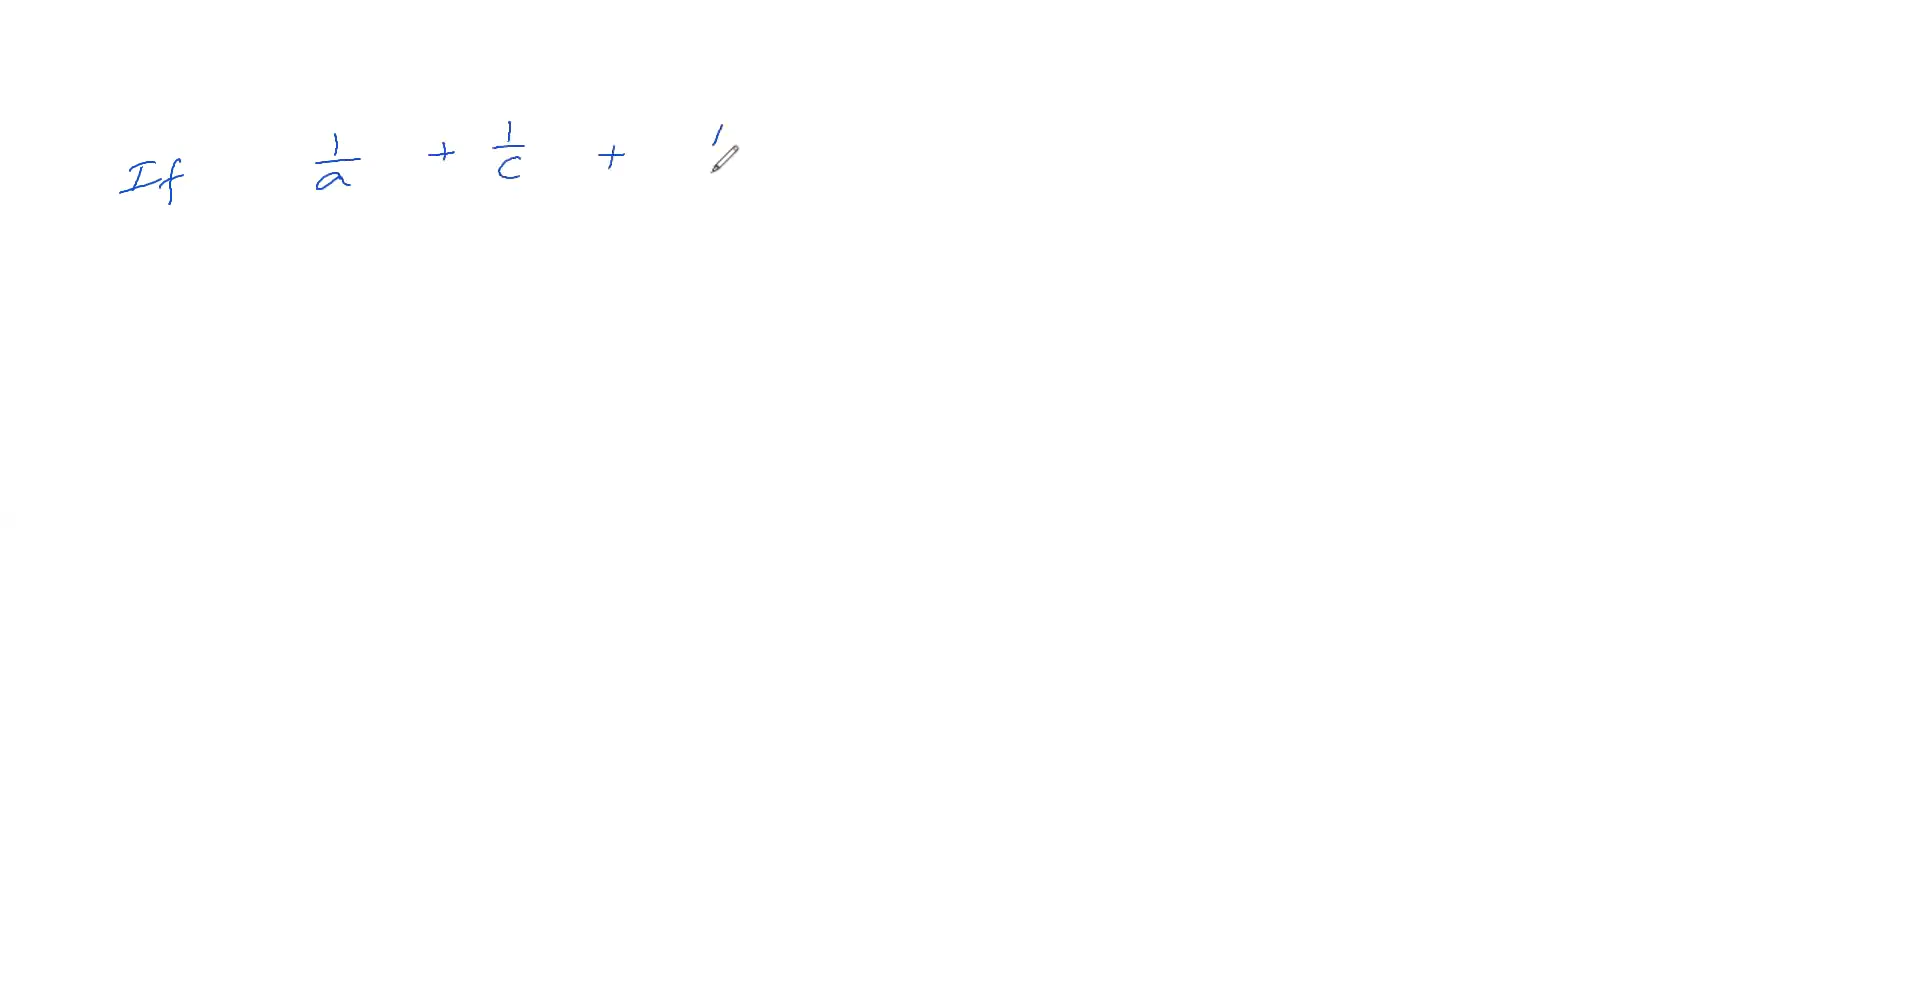 If 1/a + 1/c + 1